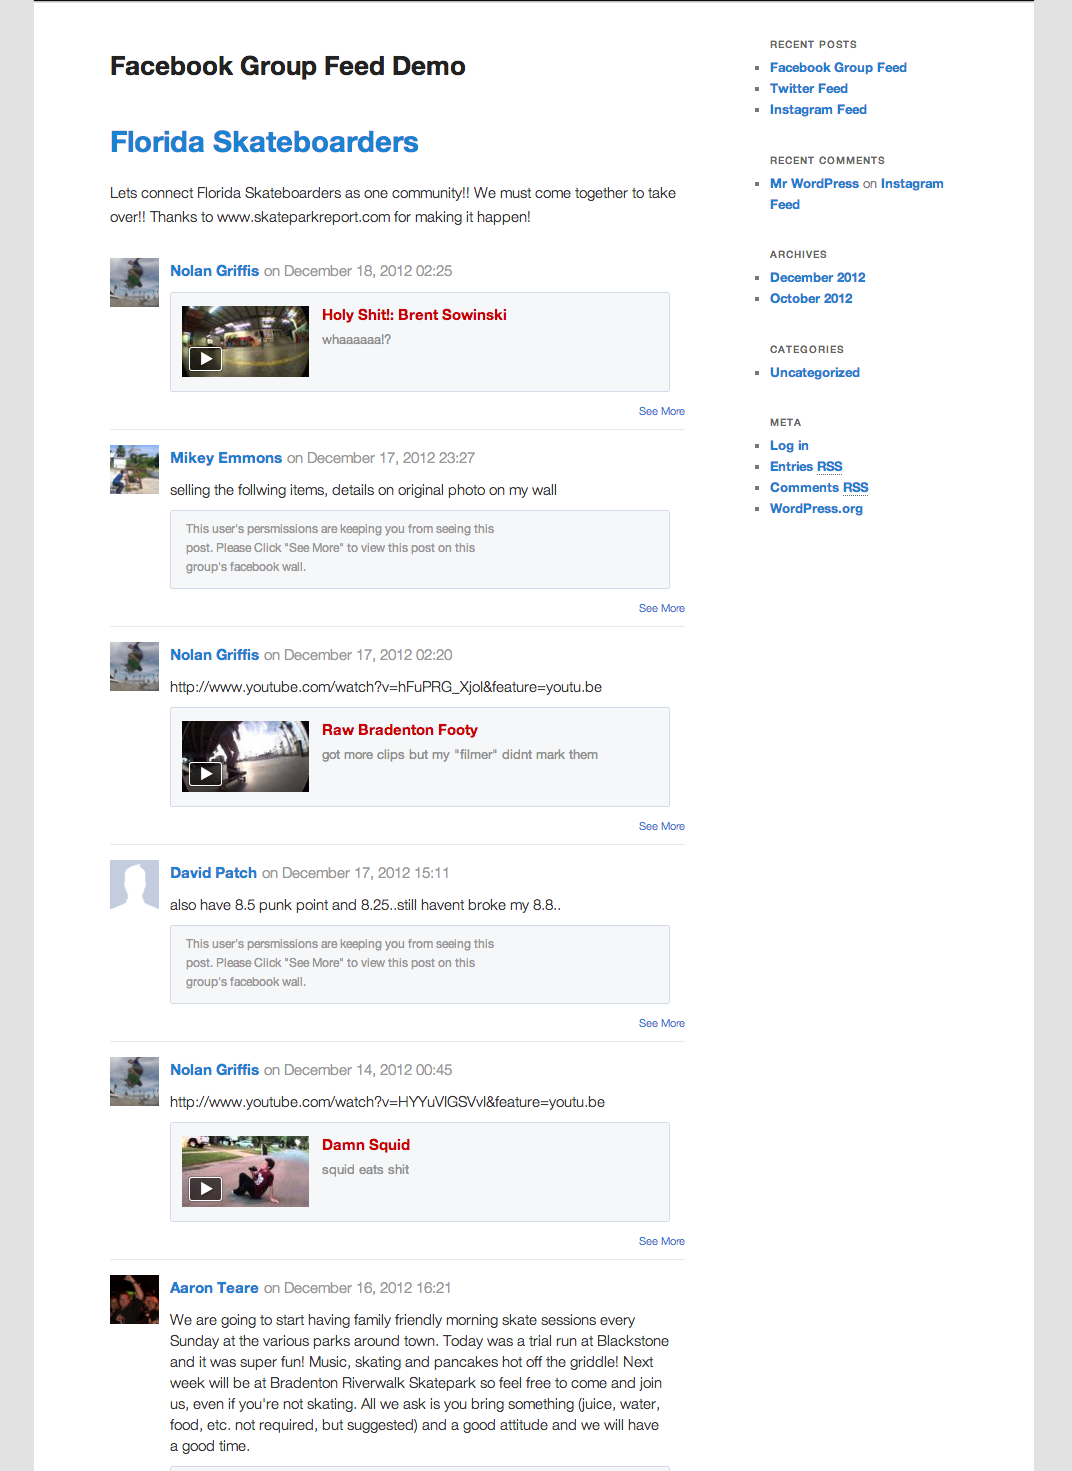 Facebook Group Feed Demo
Florida Skateboarders
Lets connect Florida Skateboarders as one community!! We must come together to take
over!! Thanks to www.skateparkreport.com for making it happen!
Nolan Griffis on December 18, 2012 02:25
Holy Shit!: Brent Sowinski
whaaaaaa!?
See More
Mikey Emmons on December 17, 2012 23:27
selling the follwing items, details on original photo on my wall
This user's persmissions are keeping you from seeing this
post. Please Click "See More" to view this post on this
group's facebook wall.
See More
Nolan Griffis on December 17, 2012 02:20
http://www.youtube.com/watch?v=hFuPRG_XjoI&feature=youtu.be
Raw Bradenton Footy
got more clips but my "filmer" didnt mark them
See More
David Patch on December 17, 2012 15:11
also have 8.5 punk point and 8.25..still havent broke my 8.8..
This user's persmissions are keeping you from seeing this
post. Please Click "See More" to view this post on this
group's facebook wall.
See More
Nolan Griffis on December 14, 2012 00:45
http://www.youtube.com/watch?v=HYYuVlGSVvI&feature=youtu.be
Damn Squid
squid eats shit
See More
Aaron Teare on December 16, 2012 16:21
We are going to start having family friendly morning skate sessions every
Sunday at the various parks around town. Today was a trial run at Blackstone
and it was super fun! Music, skating and pancakes hot off the griddle! Next
week will be at Bradenton Riverwalk Skatepark so feel free to come and join
us, even if you're not skating. All we ask is you bring something (juice, water,
food, etc. not required, but suggested) and a good attitude and we will have
a good time.
RECENT POSTS
Facebook Group Feed
Twitter Feed
Instagram Feed
RECENT COMMENTS
Mr WordPress on Instagram
Feed
ARCHIVES
December 2012
October 2012
CATEGORIES
Uncategorized
META
Log in
Entries RSS
Comments RSS
WordPress.org